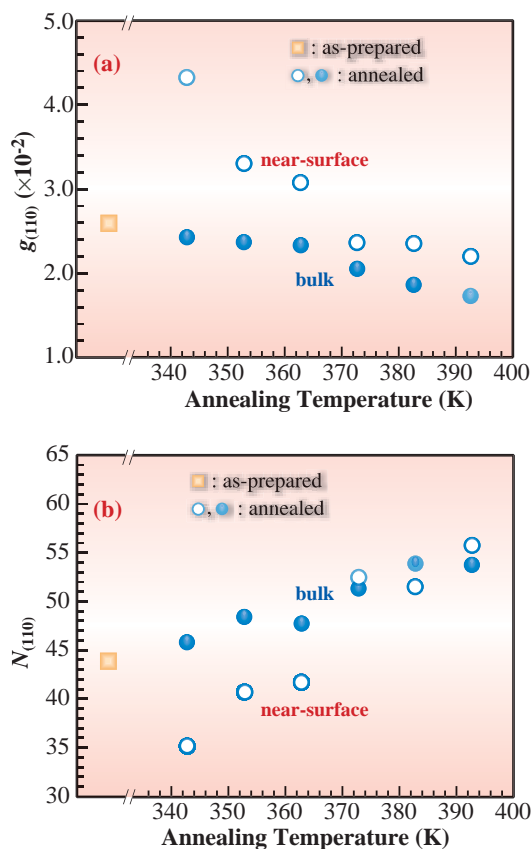 5.0
(a)
: as-prepared
, : annealed
4.0
near-surface
g(110) (×10-2)
3.0
2.0
bulk
1.0
340 350 360 370 380 390 400
Annealing Temperature (K)
65
(b)
: as-prepared
60
, : annealed
55
bulk
50
N(110)
45
40
near-surface
35
30
340 350 360 370 380 390 400
Annealing Temperature (K)